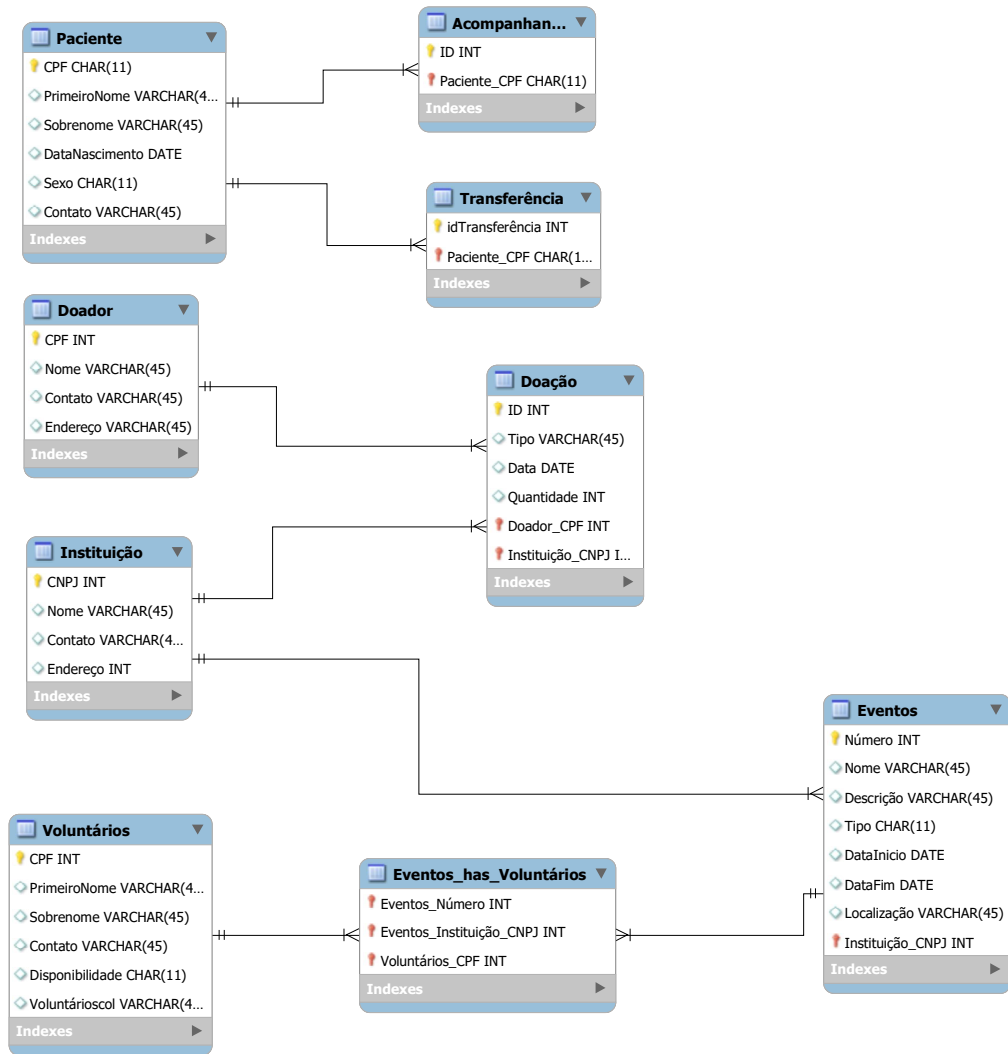 Paciente
CPF CHAR(11)
PrimeiroNome VARCHAR(4...
Sobrenome VARCHAR(45)
DataNascimento DATE
Sexo CHAR(11)
Contato VARCHAR(45)
Indexes
Acompanhan...
ID INT
Paciente_CPF CHAR(11)
Indexes
Transferência
idTransferência INT
Paciente_CPF CHAR(1...
Indexes
Doador
CPF INT
Nome VARCHAR(45)
Contato VARCHAR(45)
Endereço VARCHAR(45)
Indexes
Doação
ID INT
Tipo VARCHAR(45)
Data DATE
Quantidade INT
Doador_CPF INT
Instituição_CNPJ I...
Indexes
Instituição
CNPJ INT
Nome VARCHAR(45)
Contato VARCHAR(4...
Endereço INT
Indexes
Eventos
Número INT
Nome VARCHAR(45)
Descrição VARCHAR(45)
Tipo CHAR(11)
DataInicio DATE
DataFim DATE
Localização VARCHAR(45)
Instituição_CNPJ INT
Indexes
Voluntários
CPF INT
PrimeiroNome VARCHAR(4...
Sobrenome VARCHAR(45)
Contato VARCHAR(45)
Disponibilidade CHAR(11)
Voluntárioscol VARCHAR(4...
Indexes
Eventos_has_Voluntários
Eventos_Número INT
Eventos_Instituição_CNPJ INT
Voluntários_CPF INT
Indexes